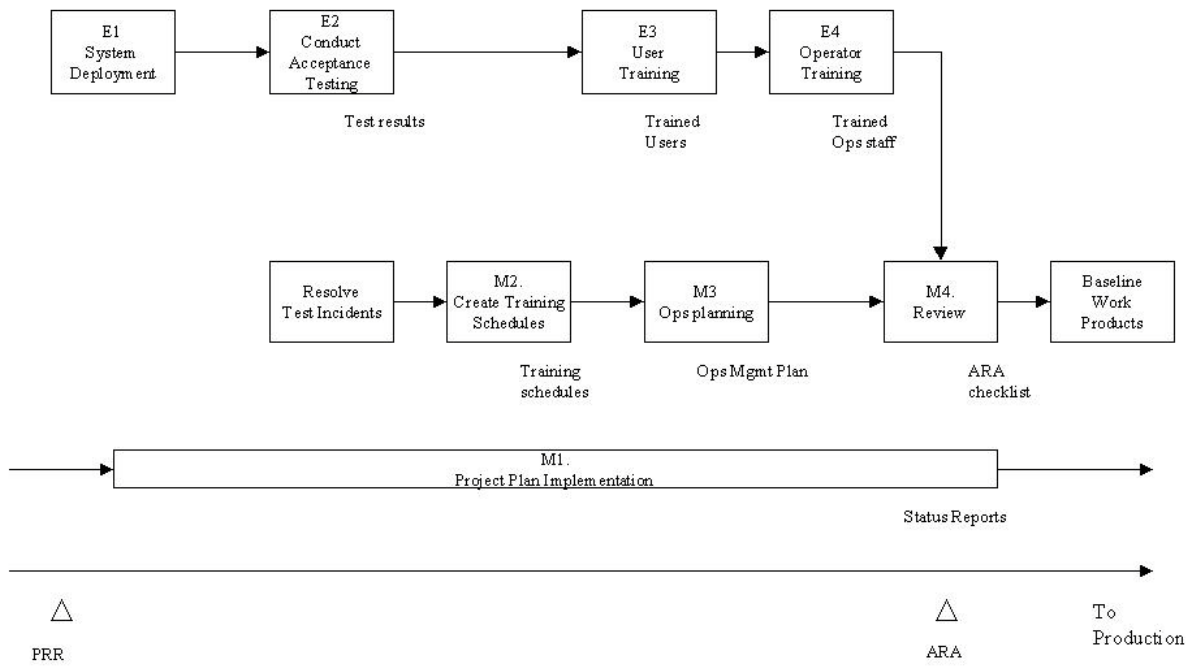 E1
System
Deployment
E2
Conduct
Acceptance
Testing
E3
User
Training
E4
Operator
Training
Test results
Trained
Users
Trained
Ops staff
Resolve
Test Incidents
M2.
Create Training
Schedules
M3
Ops planning
M4.
Review
Baseline
Work
Products
Training
schedules
Ops Mgmt Plan
ARA
checklist
M1.
Project Plan Implementation
Status Reports
PRR
ARA
To
Production